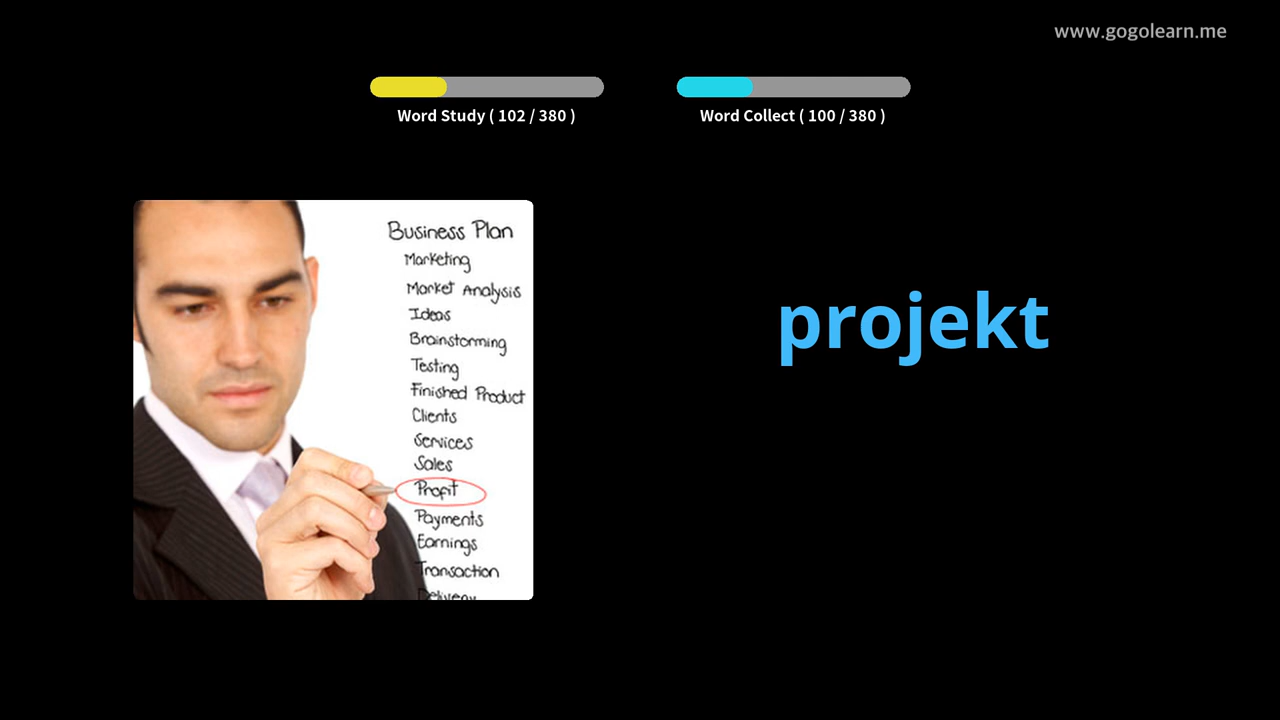 www.gogolearn.me
Word Study ( 102 / 380 )
Word Collect ( 100 / 380 )
Business Plan
Marketing
Market Analysis
Ideas
Brainstorming
Testing
Finished Product
Clients
Services
Sales
Profit
Payments
Earnings
Transaction
Delivery
projekt